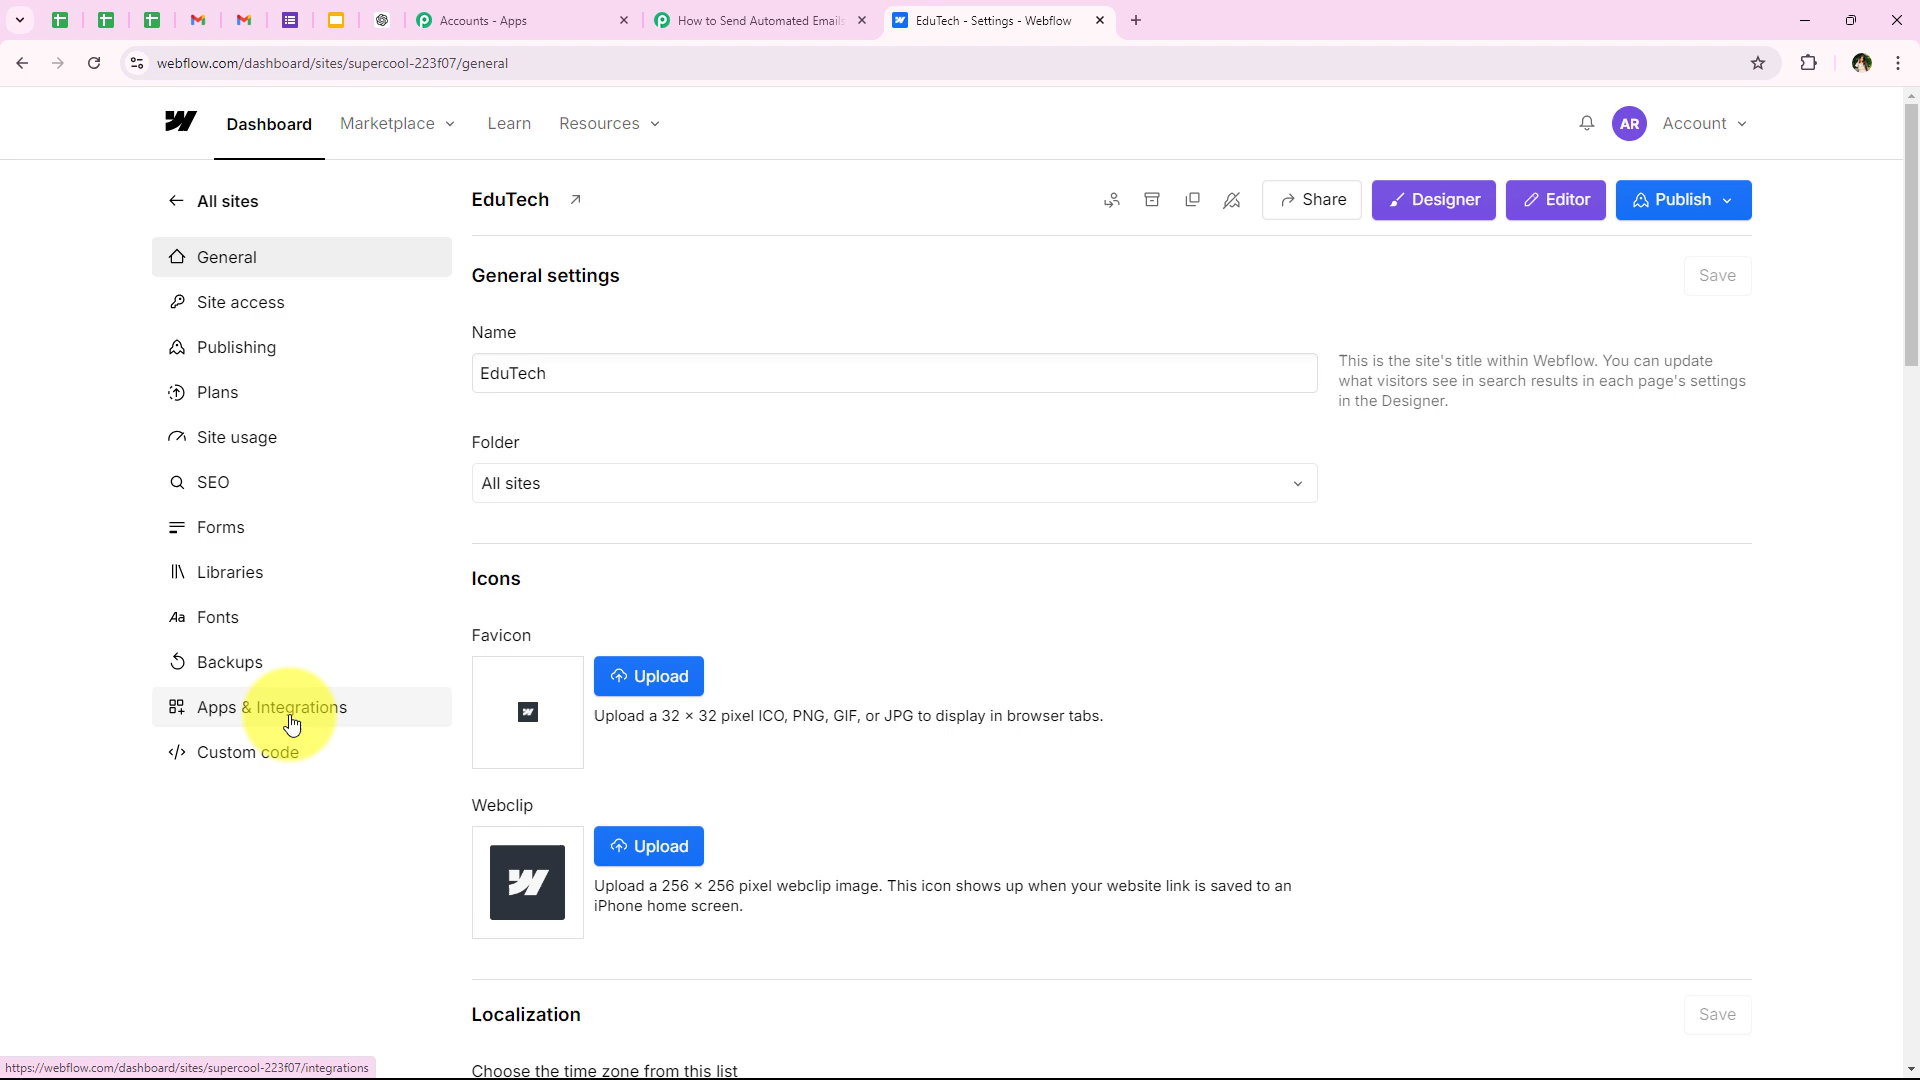 Accounts - Apps
How to Send Automated Emails
EduTech - Settings - Webflow
webflow.com/dashboard/sites/supercool-223f07/general
Dashboard
Marketplace
Learn
Resources
AR
Account
All sites
EduTech
Share
Designer
Editor
Publish
General
Site access
Publishing
Plans
Site usage
SEO
Forms
Libraries
Aa Fonts
Backups
Apps & Integrations
</> Custom code
General settings
Save
Name
EduTech
This is the site's title within Webflow. You can update
what visitors see in search results in each page's settings
in the Designer.
Folder
All sites
Icons
Favicon
Upload
Upload a 32 × 32 pixel ICO, PNG, GIF, or JPG to display in browser tabs.
Webclip
Upload
Upload a 256 × 256 pixel webclip image. This icon shows up when your website link is saved to an
iPhone home screen.
Localization
Save
Choose the time zone from this list
https://webflow.com/dashboard/sites/supercool-223f07/integrations